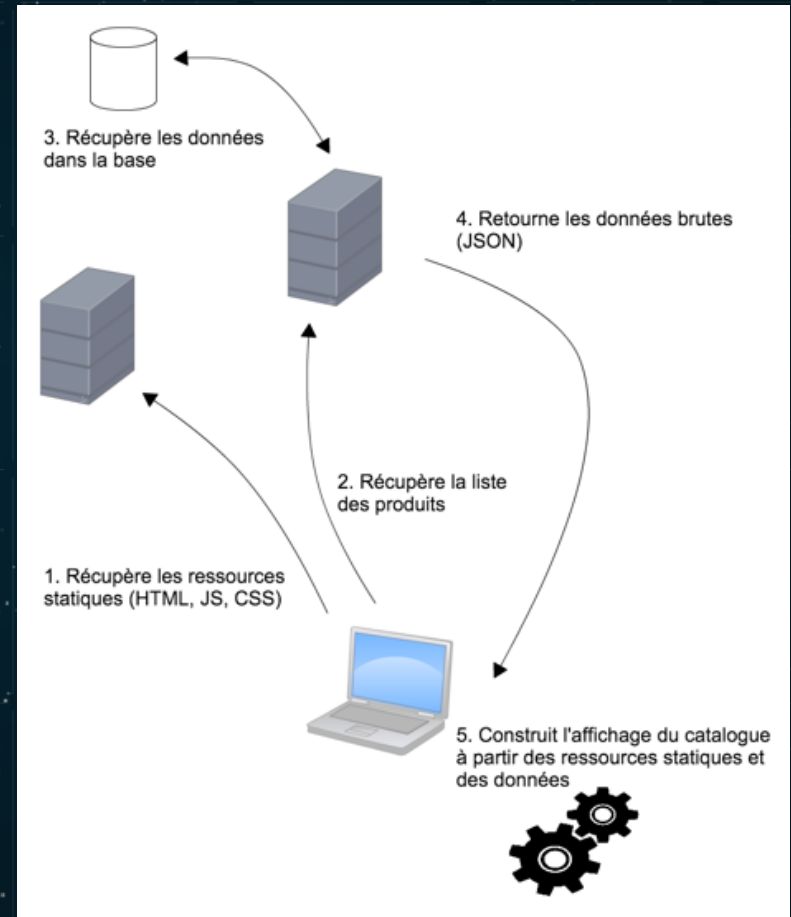 3. Récupère les données
dans la base
4. Retourne les données brutes
(JSON)
2. Récupère la liste
des produits
1. Récupère les ressources
statiques (HTML, JS, CSS)
5. Construit l'affichage du catalogue
à partir des ressources statiques et
des données